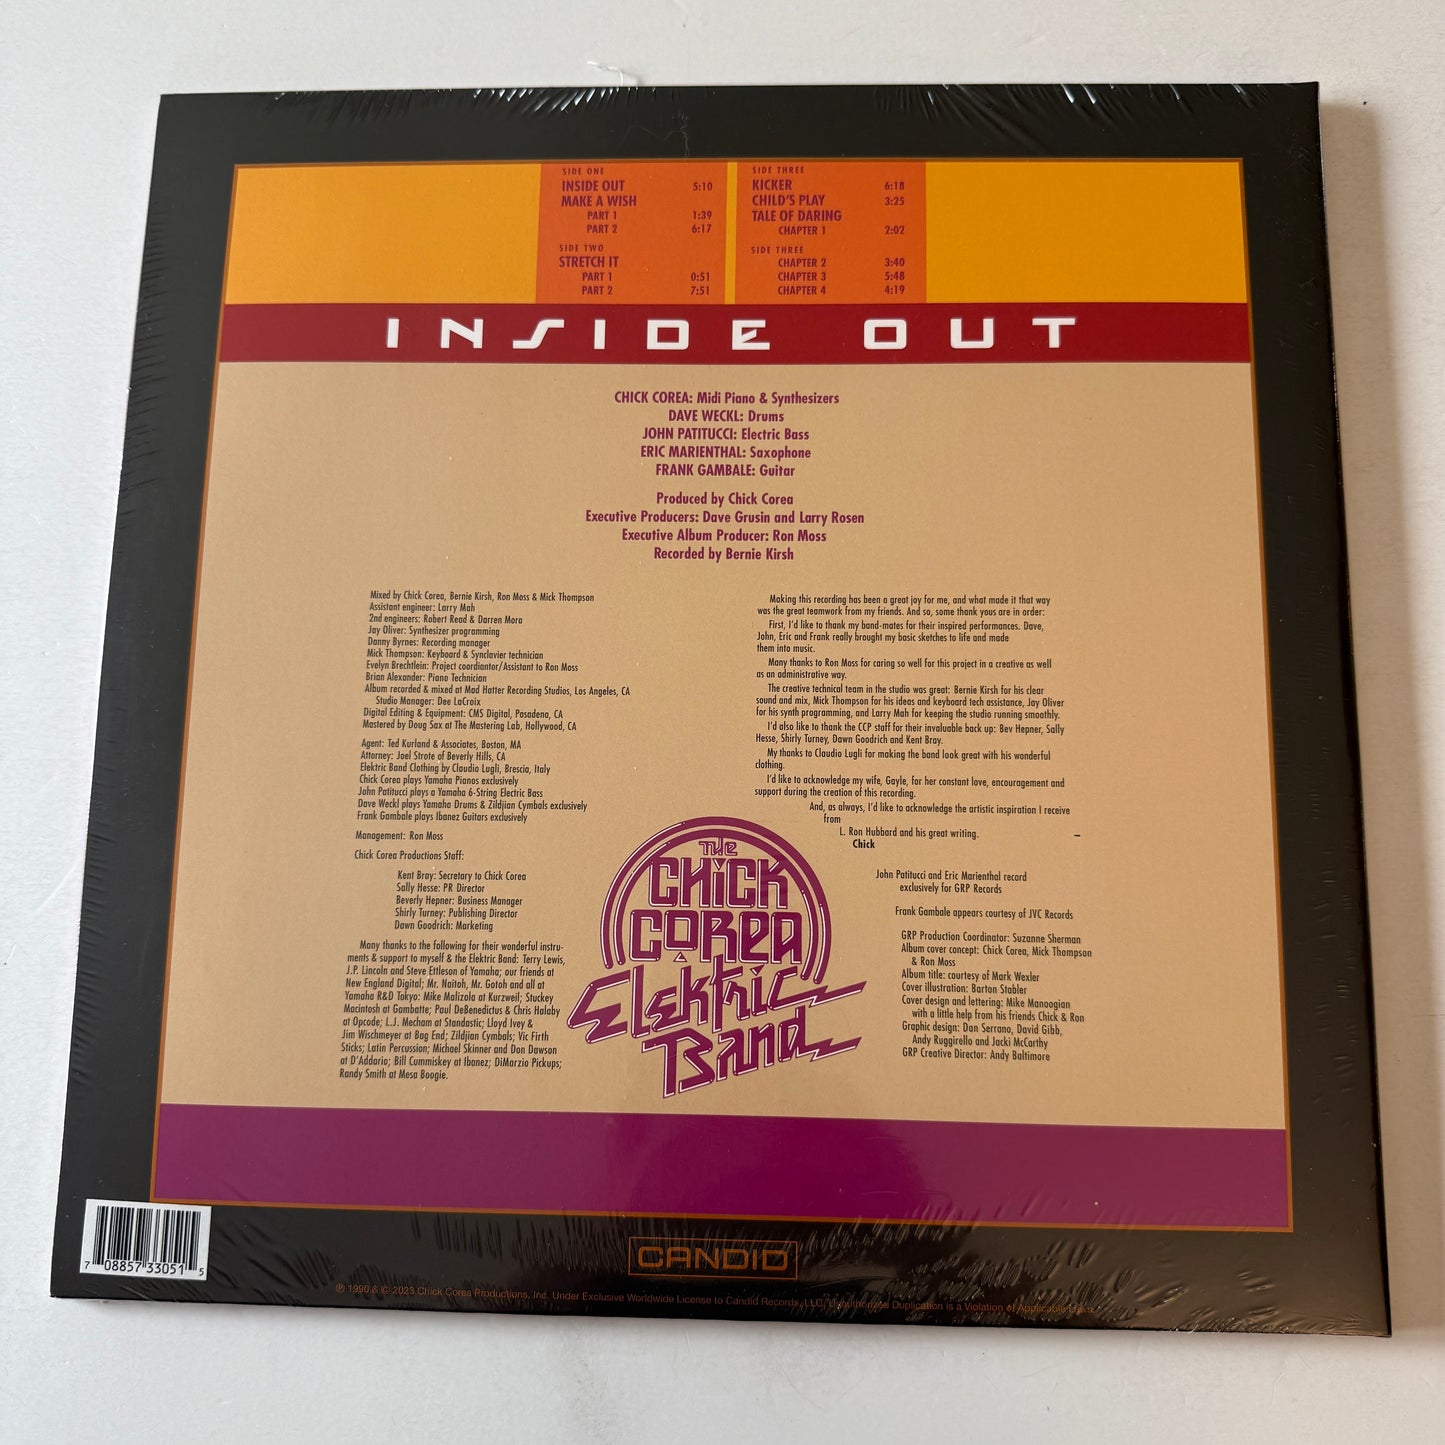 SIDE ONE
INSIDE OUT 5:10
MAKE A WISH
PART 1 1:39
PART 2 6:17
SIDE TWO
STRETCH IT
PART 1 0:51
PART 2 7:51
SIDE THREE
KICKER 6:18
CHILD'S PLAY 3:25
TALE OF DARING
CHAPTER 1 2:02
SIDE THREE
CHAPTER 2 3:40
CHAPTER 3 5:48
CHAPTER 4 4:19
INSIDE OUT
CHICK COREA: Midi Piano & Synthesizers
DAVE WECKL: Drums
JOHN PATITUCCI: Electric Bass
ERIC MARIENTHAL: Saxophone
FRANK GAMBALE: Guitar
Produced by Chick Corea
Executive Producers: Dave Grusin and Larry Rosen
Executive Album Producer: Ron Moss
Recorded by Bernie Kirsh
Mixed by Chick Corea, Bernie Kirsh, Ron Moss & Mick Thompson
Assistant engineer: Larry Mah
2nd engineers: Robert Read & Darren Mora
Jay Oliver: Synthesizer programming
Danny Byrnes: Recording manager
Mick Thompson: Keyboard & Synclavier technician
Evelyn Brechtlein: Project coordiantor/Assistant to Ron Moss
Brian Alexander: Piano Technician
Album recorded & mixed at Mad Hatter Recording Studios, Los Angeles, CA
Studio Manager: Dee LaCroix
Digital Editing & Equipment: CMS Digital, Pasadena, CA
Mastered by Doug Sax at The Mastering Lab, Hollywood, CA
Agent: Ted Kurland & Associates, Boston, MA
Attorney: Joel Strote of Beverly Hills, CA
Elektric Band Clothing by Claudio Lugli, Brescia, Italy
Chick Corea plays Yamaha Pianos exclusively
John Patitucci plays a Yamaha 6-String Electric Bass
Dave Weckl plays Yamaha Drums & Zildjian Cymbals exclusively
Frank Gambale plays Ibanez Guitars exclusively
Management: Ron Moss
Chick Corea Productions Staff:
Kent Bray: Secretary to Chick Corea
Sally Hesse: PR Director
Beverly Hepner: Business Manager
Shirly Turney: Publishing Director
Dawn Goodrich: Marketing
Many thanks to the following for their wonderful instru-
ments & support to myself & the Elektric Band: Terry Lewis,
J.P. Lincoln and Steve Ettleson of Yamaha; our friends at
New England Digital; Mr. Naitoh, Mr. Gotoh and all at
Yamaha R&D Tokyo: Mike Malizola at Kurzweil; Stuckey
Macintosh at Gambatte; Paul DeBenedictus & Chris Halaby
at Opcode; L.J. Mecham at Standastic; Lloyd Ivey &
Jim Wischmeyer at Bag End; Zildjian Cymbals; Vic Firth
Sticks; Latin Percussion; Michael Skinner and Don Dawson
at D'Addario; Bill Cummiskey at Ibanez; DiMarzio Pickups;
Randy Smith at Mesa Boogie.
Making this recording has been a great joy for me, and what made it that way
was the great teamwork from my friends. And so, some thank yous are in order:
First, I'd like to thank my band-mates for their inspired performances. Dave,
John, Eric and Frank really brought my basic sketches to life and made
them into music.
Many thanks to Ron Moss for caring so well for this project in a creative as well
as an administrative way.
The creative technical team in the studio was great: Bernie Kirsh for his clear
sound and mix, Mick Thompson for his ideas and keyboard tech assistance, Jay Oliver
for his synth programming, and Larry Mah for keeping the studio running smoothly.
I'd also like to thank the CCP staff for their invaluable back up: Bev Hepner, Sally
Hesse, Shirly Turney, Dawn Goodrich and Kent Bray.
My thanks to Claudio Lugli for making the band look great with his wonderful
clothing.
I'd like to acknowledge my wife, Gayle, for her constant love, encouragement and
support during the creation of this recording.
And, as always, I'd like to acknowledge the artistic inspiration I receive
from
L. Ron Hubbard and his great writing. –
Chick
THE
CHICK
COREA
ELEKTRIC
BAND
John Patitucci and Eric Marienthal record
exclusively for GRP Records
Frank Gambale appears courtesy of JVC Records
GRP Production Coordinator: Suzanne Sherman
Album cover concept: Chick Corea, Mick Thompson
& Ron Moss
Album title: courtesy of Mark Wexler
Cover illustration: Barton Stabler
Cover design and lettering: Mike Manoogian
with a little help from his friends Chick & Ron
Graphic design: Dan Serrano, David Gibb,
Andy Ruggirello and Jacki McCarthy
GRP Creative Director: Andy Baltimore
7 08857 33051 5
CANDID
℗ 1990 & © 2023 Chick Corea Productions, Inc. Under Exclusive Worldwide License to Candid Records, LLC. Unauthorized Duplication is a Violation of Applicable Laws.